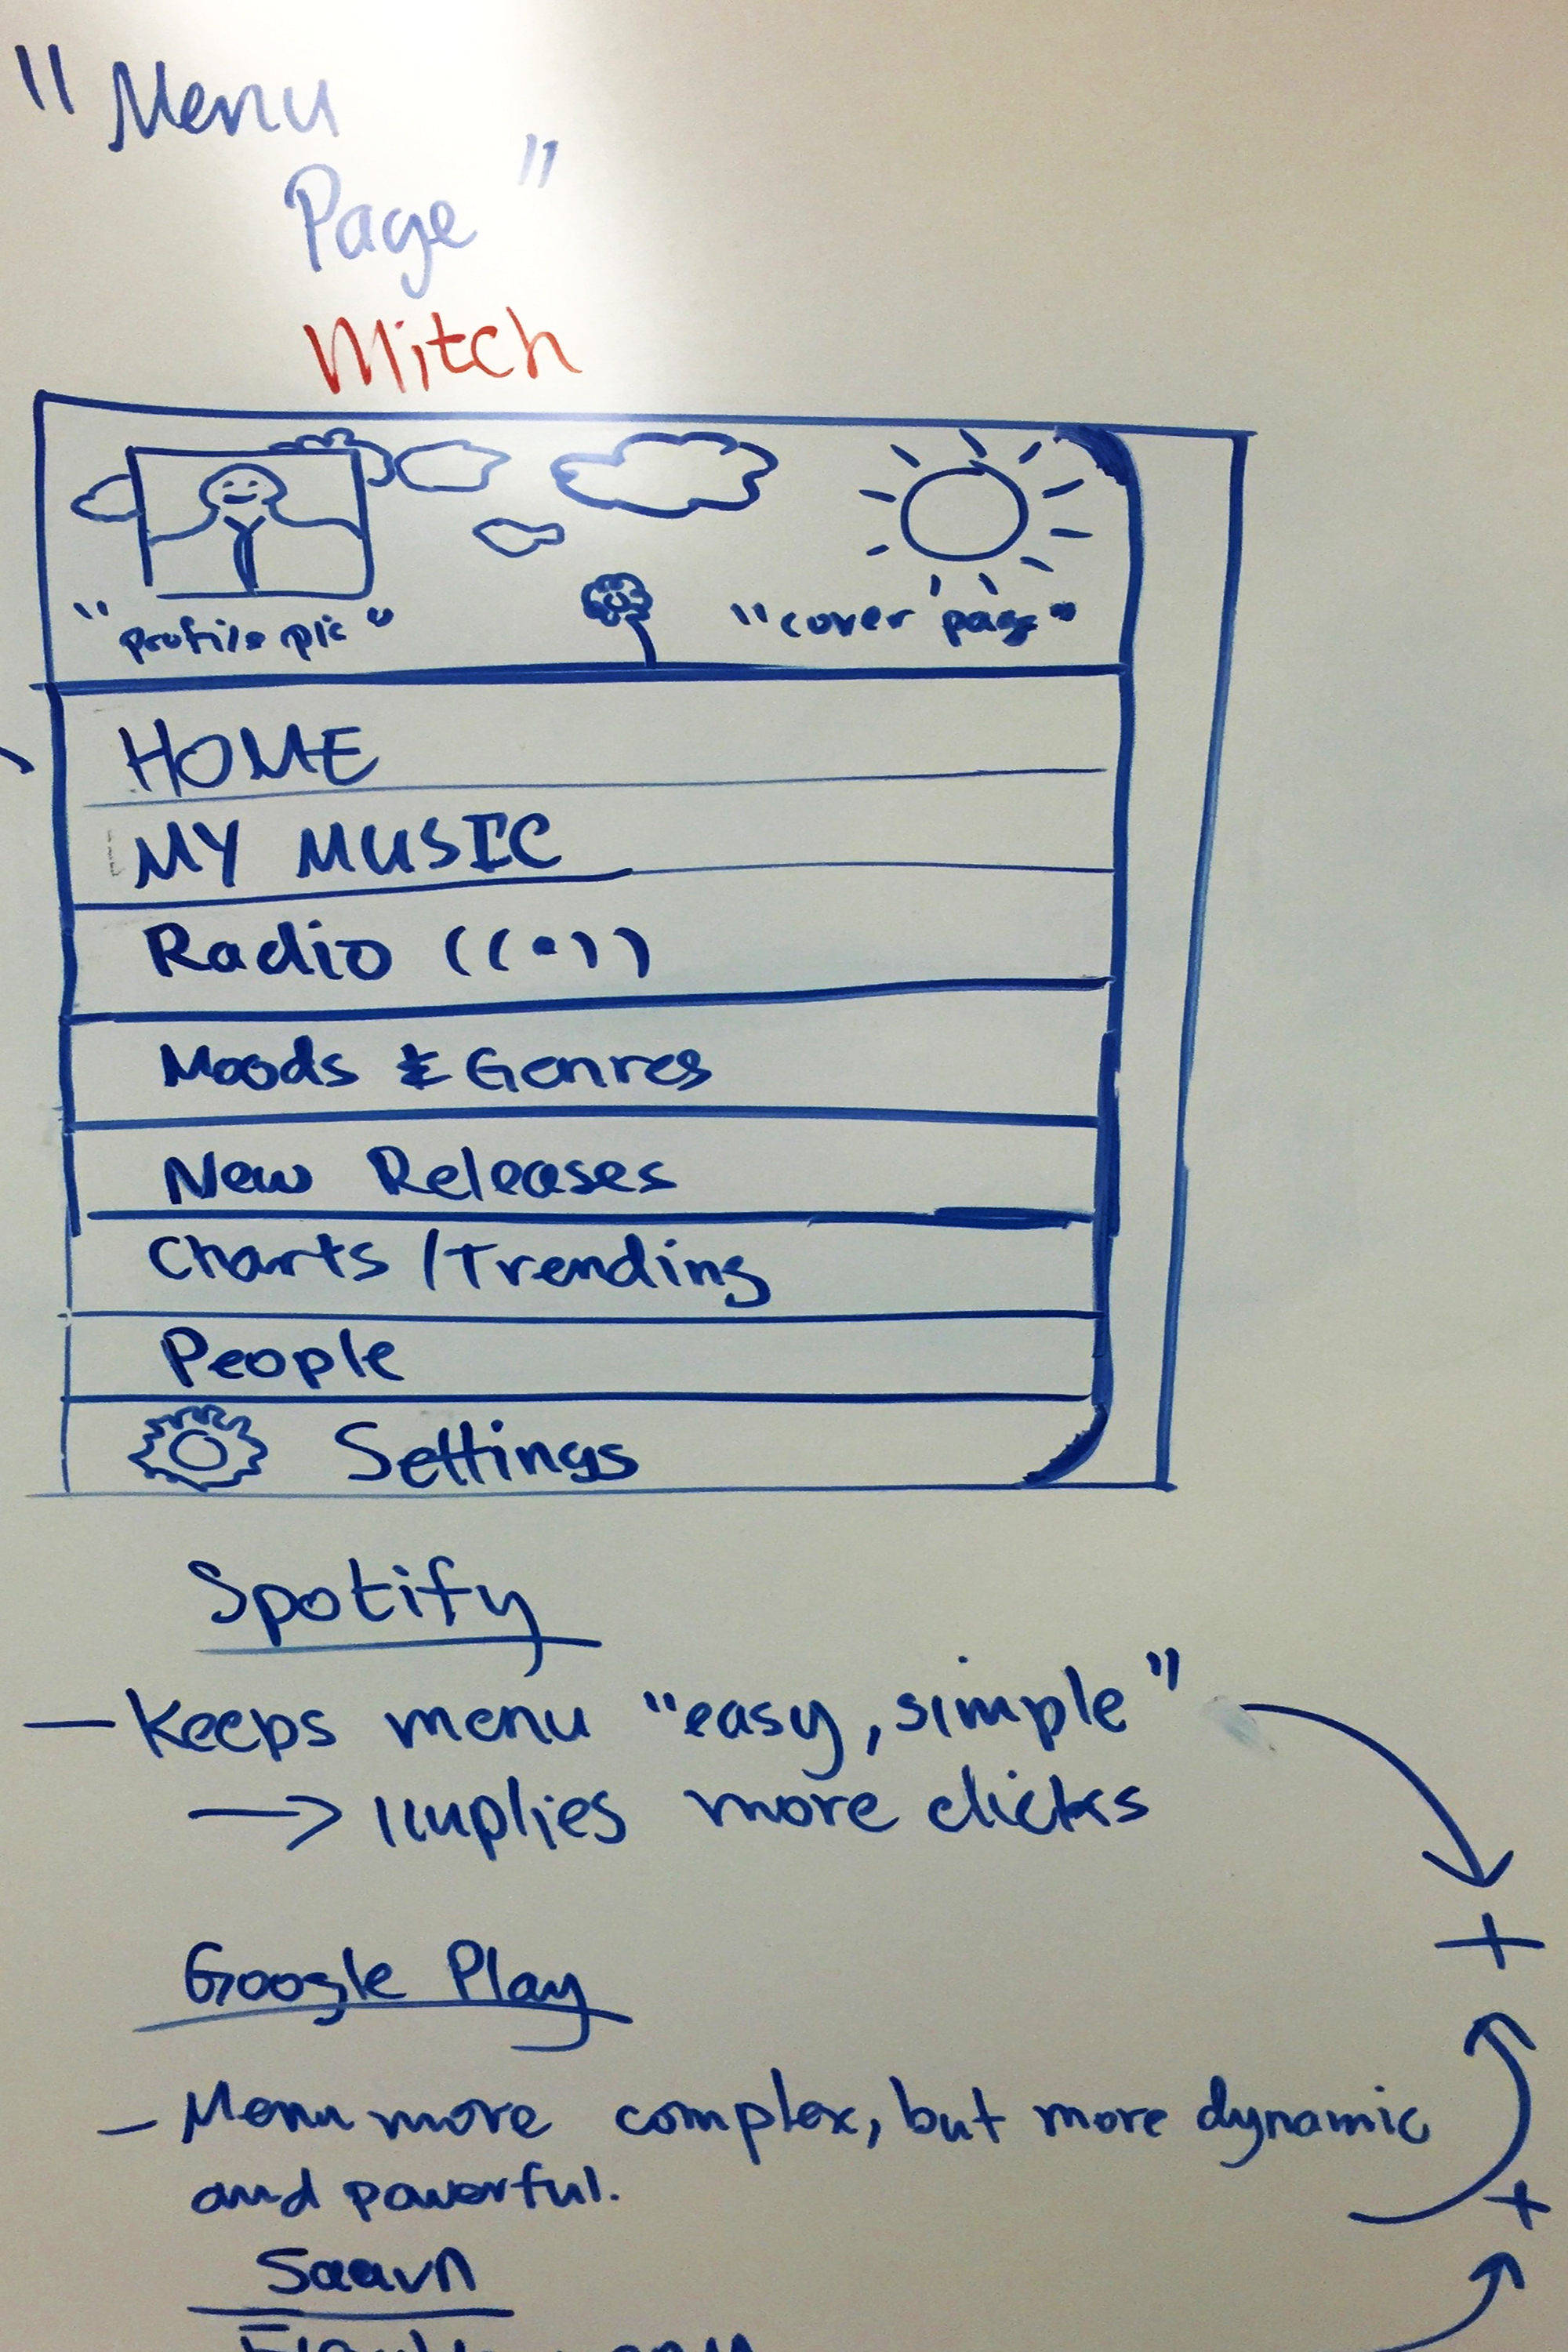 "Menu
Page"
Mitch
"profile pic"
"cover page"
HOME
MY MUSIC
Radio ((•))
Moods & Genres
New Releases
Charts / Trending
People
Settings
Spotify
— Keeps menu "easy, simple"
→ implies more clicks
+
Google Play
— Menu more complex, but more dynamic
and powerful.
+
Saavn